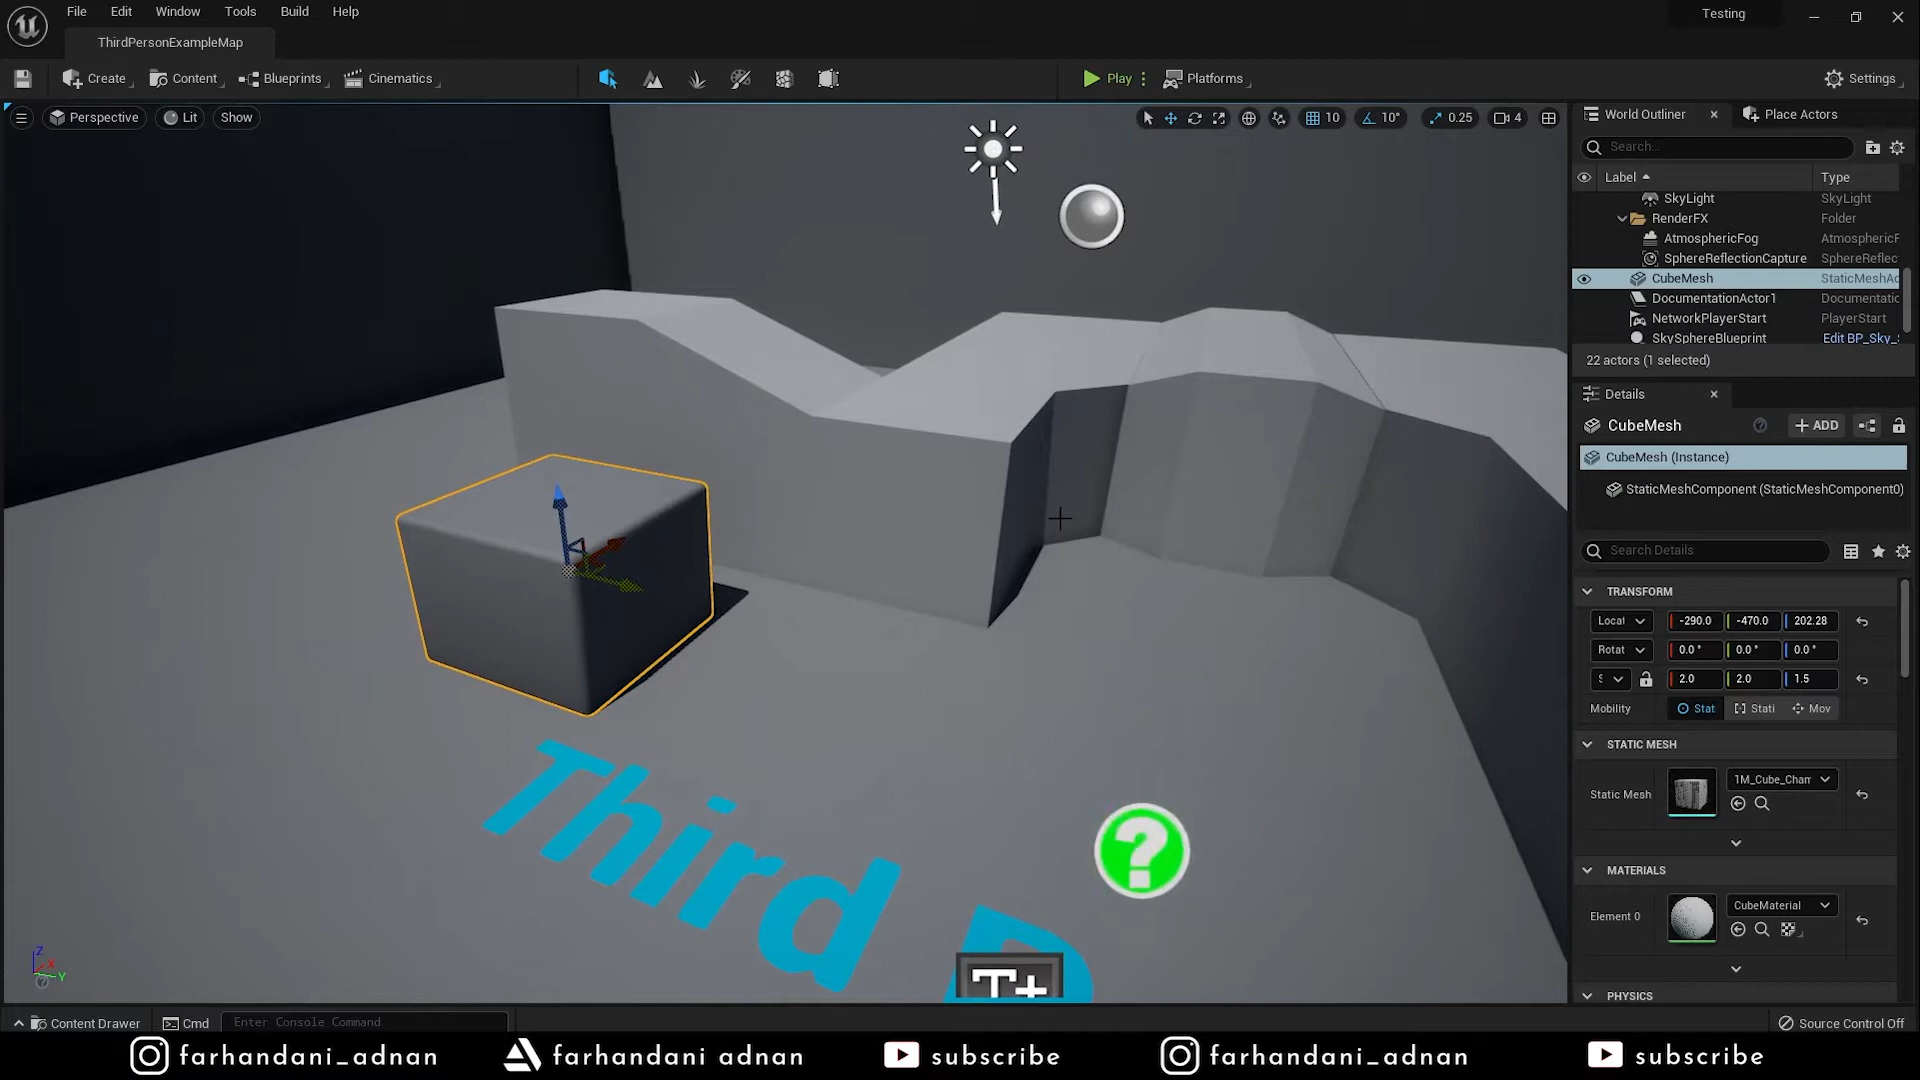 File Edit Window Tools Build Help
Testing
ThirdPersonExampleMap
Create Content Blueprints Cinematics Play Platforms Settings
Perspective Lit Show 10 10° 0.25 4
World Outliner Place Actors
Search...
Label Type
SkyLight SkyLight
RenderFX Folder
AtmosphericFog AtmosphericF
SphereReflectionCapture SphereReflec
CubeMesh StaticMeshAc
DocumentationActor1 Documentatic
NetworkPlayerStart PlayerStart
SkySphereBlueprint Edit BP_Sky_S
22 actors (1 selected)
Details
CubeMesh + ADD
CubeMesh (Instance)
StaticMeshComponent (StaticMeshComponent0)
Search Details
TRANSFORM
Locat -290.0 -470.0 202.28
Rotat 0.0° 0.0° 0.0°
S 2.0 2.0 1.5
Mobility Stat Stati Mov
STATIC MESH
Static Mesh 1M_Cube_Cham
MATERIALS
Element 0 CubeMaterial
PHYSICS
Third P
?
T+
Z X Y
Content Drawer Cmd Enter Console Command Source Control Off
farhandani_adnan farhandani adnan subscribe farhandani_adnan subscribe